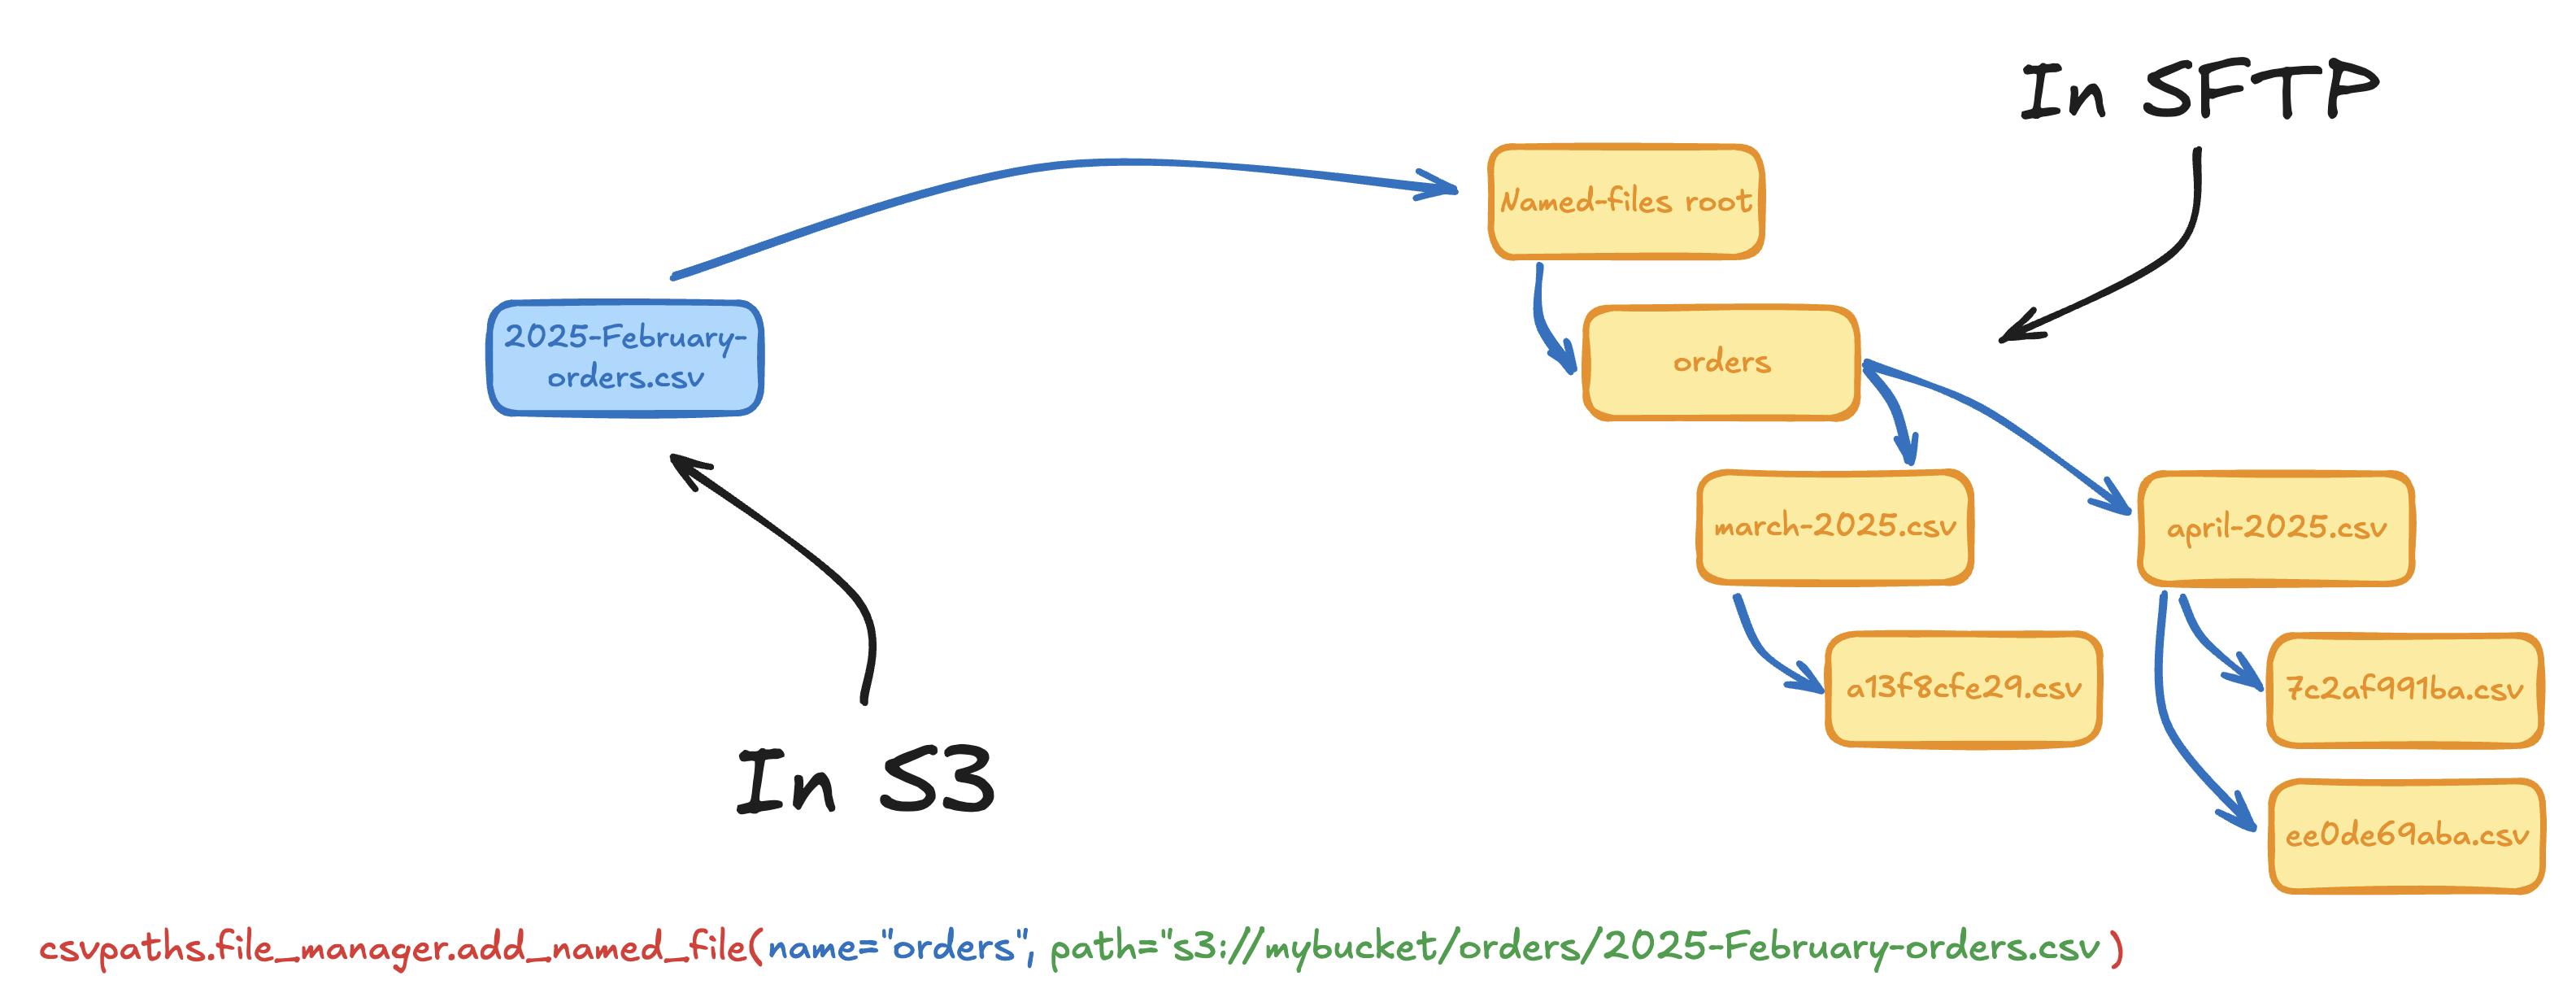 In SFTP
Named-files root
2025-February-
orders.csv
orders
march-2025.csv
april-2025.csv
a13f8cfe29.csv
7c2af991ba.csv
In S3
ee0de69aba.csv
csvpaths.file_manager.add_named_file(name="orders", path="s3://mybucket/orders/2025-February-orders.csv )